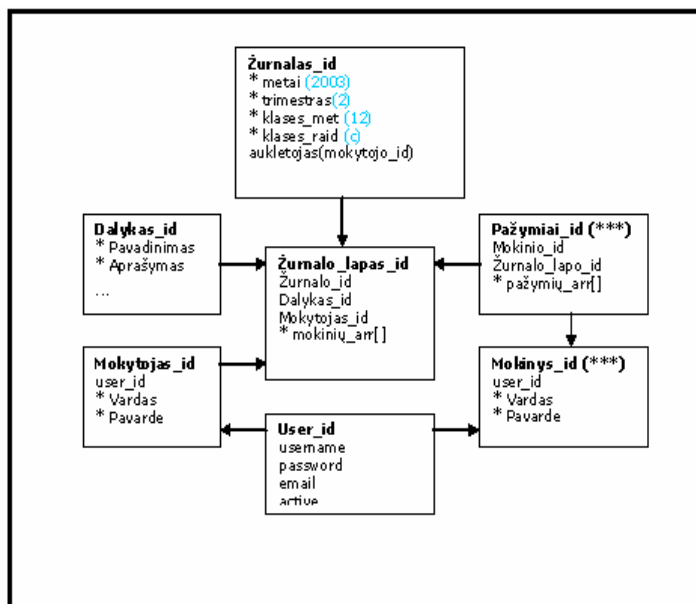 Žurnalas_id
* metai (2003)
* trimestras(2)
* klases_met (12)
* klases_raid (c)
aukletojas(mokytojo_id)
Dalykas_id
* Pavadinimas
* Aprašymas
...
Žurnalo_lapas_id
Žurnalo_id
Dalykas_id
Mokytojas_id
* mokinių_arr[]
Pažymiai_id (***)
Mokinio_id
Žurnalo_lapo_id
* pažymių_arr[]
Mokytojas_id
user_id
* Vardas
* Pavarde
User_id
username
password
email
active
Mokinys_id (***)
user_id
* Vardas
* Pavarde